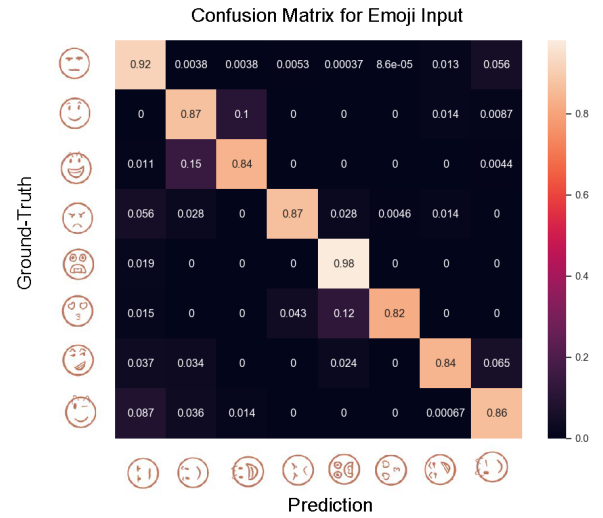 Confusion Matrix for Emoji Input
0.92 0.0038 0.0038 0.0053 0.00037 8.6e-05 0.013 0.056
0 0.87 0.1 0 0 0 0.014 0.0087
0.011 0.15 0.84 0 0 0 0 0.0044
0.056 0.028 0 0.87 0.028 0.0046 0.014 0
0.019 0 0 0 0.98 0 0 0
0.015 0 0 0.043 0.12 0.82 0 0
0.037 0.034 0 0 0.024 0 0.84 0.065
0.087 0.036 0.014 0 0 0 0.00067 0.86
Ground-Truth
Prediction
0.8
0.6
0.4
0.2
0.0